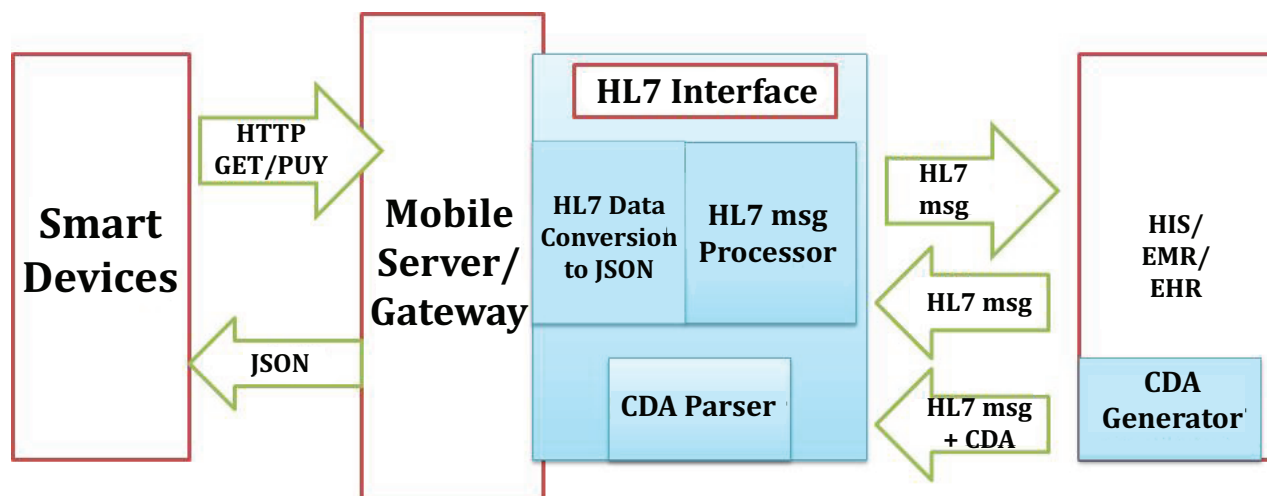 Smart
Devices
HTTP
GET/PUY
JSON
Mobile
Server/
Gateway
HL7 Interface
HL7 Data
Conversion
to JSON
HL7 msg
Processor
CDA Parser
HL7
msg
HL7 msg
HL7 msg
+ CDA
HIS/
EMR/
EHR
CDA
Generator